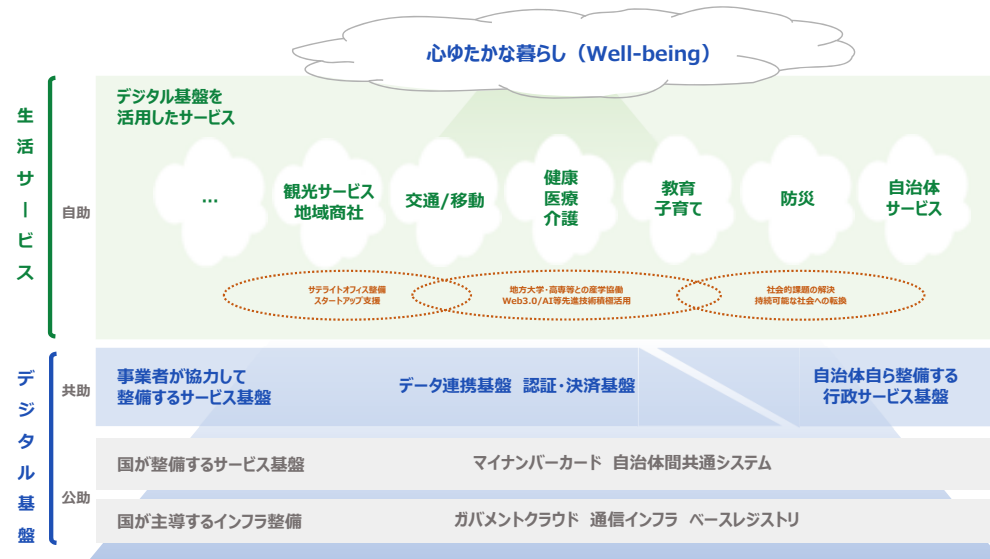 心ゆたかな暮らし（Well-being）
生活サービス
自助
デジタル基盤を
活用したサービス
…
観光サービス
地域商社
交通/移動
健康
医療
介護
教育
子育て
防災
自治体
サービス
サテライトオフィス整備
スタートアップ支援
地方大学・高専等との産学協働
Web3.0/AI等先進技術積極活用
社会的課題の解決
持続可能な社会への転換
デジタル基盤
共助
事業者が協力して
整備するサービス基盤
データ連携基盤 認証・決済基盤
自治体自ら整備する
行政サービス基盤
公助
国が整備するサービス基盤
マイナンバーカード 自治体間共通システム
国が主導するインフラ整備
ガバメントクラウド 通信インフラ ベースレジストリ